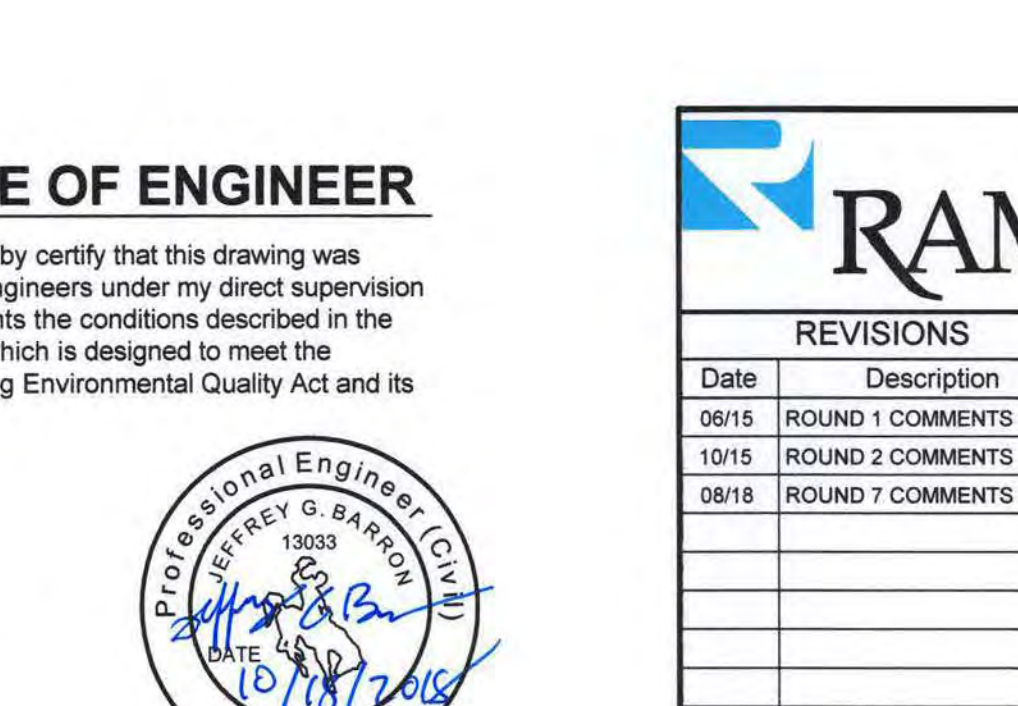 E OF ENGINEER
by certify that this drawing was
ngineers under my direct supervision
nts the conditions described in the
hich is designed to meet the
g Environmental Quality Act and its
Professional Engineer (Civil)
JEFFREY G. BARRON
13033
DATE
10/18/2018
RAM
REVISIONS
Date Description
06/15 ROUND 1 COMMENTS
10/15 ROUND 2 COMMENTS
08/18 ROUND 7 COMMENTS